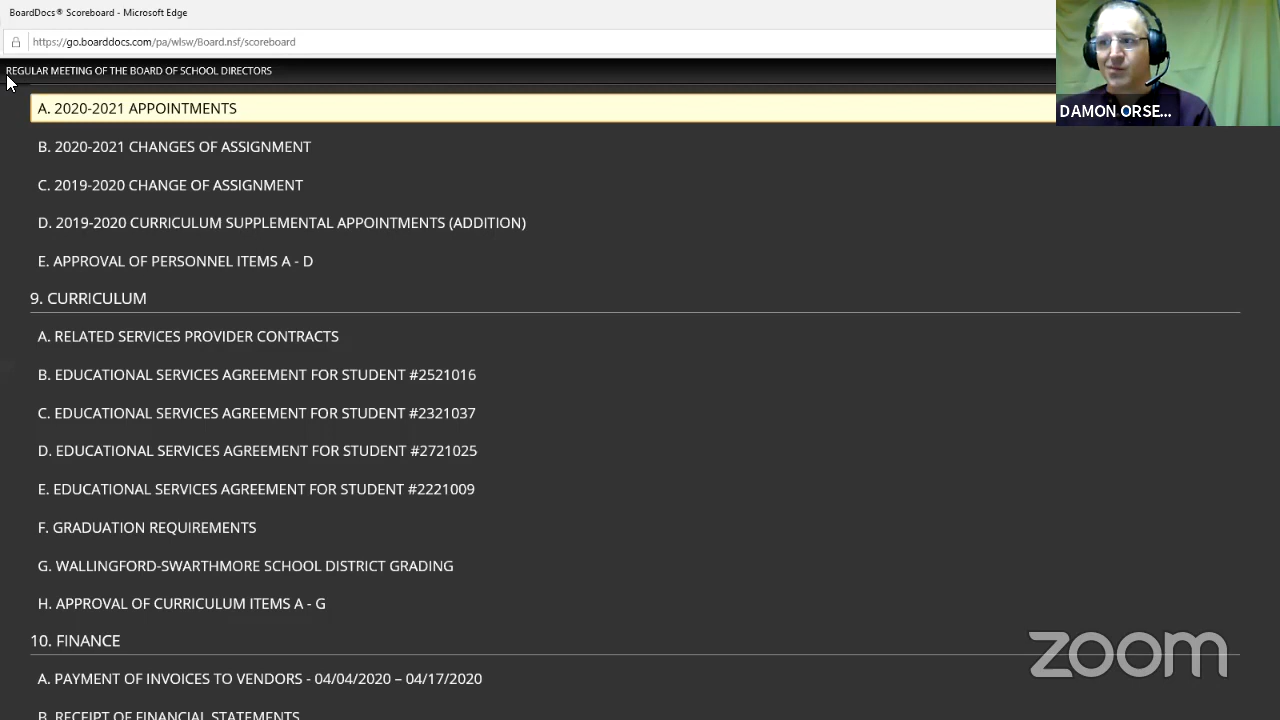 BoardDocs® Scoreboard - Microsoft Edge
https://go.boarddocs.com/pa/wlsw/Board.nsf/scoreboard
REGULAR MEETING OF THE BOARD OF SCHOOL DIRECTORS
A. 2020-2021 APPOINTMENTS
DAMON ORSE...
B. 2020-2021 CHANGES OF ASSIGNMENT
C. 2019-2020 CHANGE OF ASSIGNMENT
D. 2019-2020 CURRICULUM SUPPLEMENTAL APPOINTMENTS (ADDITION)
E. APPROVAL OF PERSONNEL ITEMS A - D
9. CURRICULUM
A. RELATED SERVICES PROVIDER CONTRACTS
B. EDUCATIONAL SERVICES AGREEMENT FOR STUDENT #2521016
C. EDUCATIONAL SERVICES AGREEMENT FOR STUDENT #2321037
D. EDUCATIONAL SERVICES AGREEMENT FOR STUDENT #2721025
E. EDUCATIONAL SERVICES AGREEMENT FOR STUDENT #2221009
F. GRADUATION REQUIREMENTS
G. WALLINGFORD-SWARTHMORE SCHOOL DISTRICT GRADING
H. APPROVAL OF CURRICULUM ITEMS A - G
10. FINANCE
zoom
A. PAYMENT OF INVOICES TO VENDORS - 04/04/2020 – 04/17/2020
B. RECEIPT OF FINANCIAL STATEMENTS